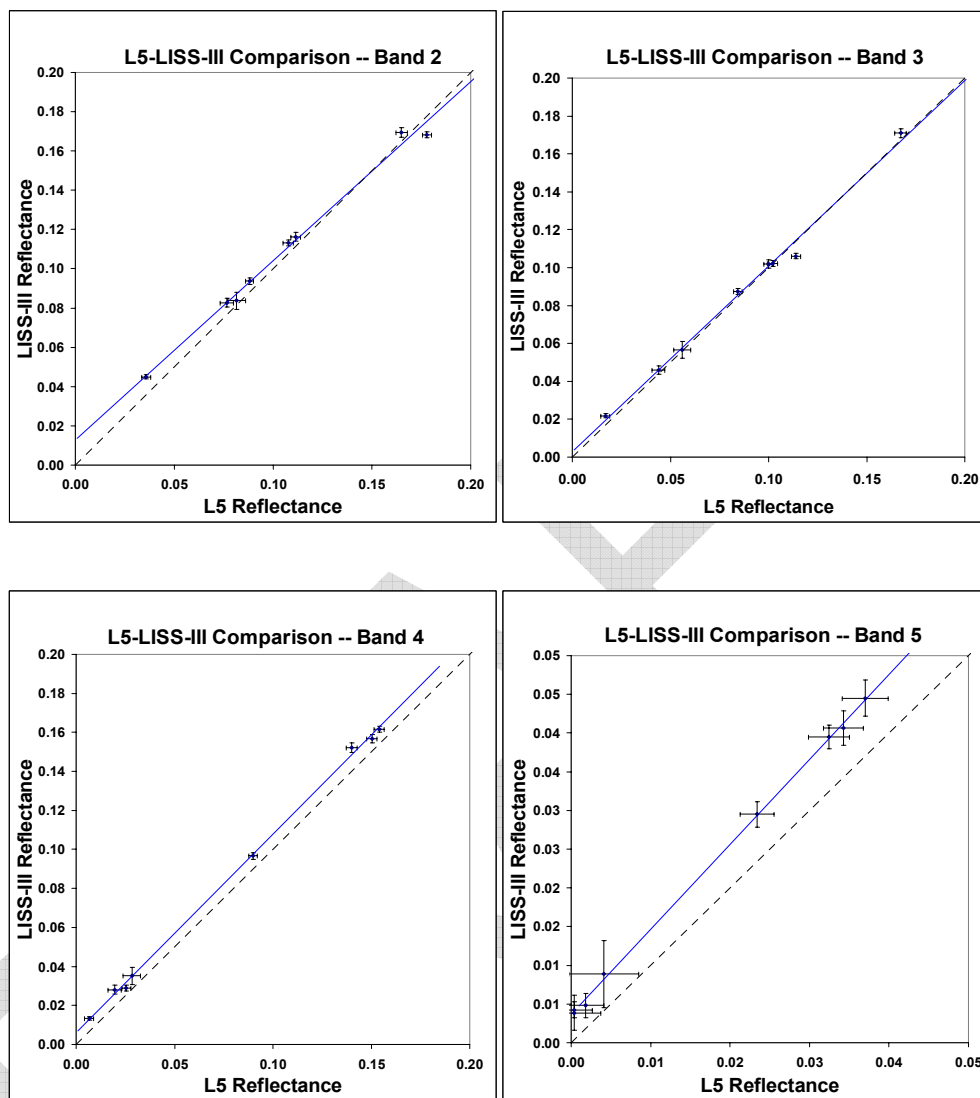 L5-LISS-III Comparison -- Band 2
LISS-III Reflectance
0.20
0.18
0.16
0.14
0.12
0.10
0.08
0.06
0.04
0.02
0.00
0.00 0.05 0.10 0.15 0.20
L5 Reflectance
L5-LISS-III Comparison -- Band 3
LISS-III Reflectance
0.20
0.18
0.16
0.14
0.12
0.10
0.08
0.06
0.04
0.02
0.00
0.00 0.05 0.10 0.15 0.20
L5 Reflectance
L5-LISS-III Comparison -- Band 4
LISS-III Reflectance
0.20
0.18
0.16
0.14
0.12
0.10
0.08
0.06
0.04
0.02
0.00
0.00 0.05 0.10 0.15 0.20
L5 Reflectance
L5-LISS-III Comparison -- Band 5
LISS-III Reflectance
0.05
0.05
0.04
0.04
0.03
0.03
0.02
0.02
0.01
0.01
0.00
0.00 0.01 0.02 0.03 0.04 0.05
L5 Reflectance